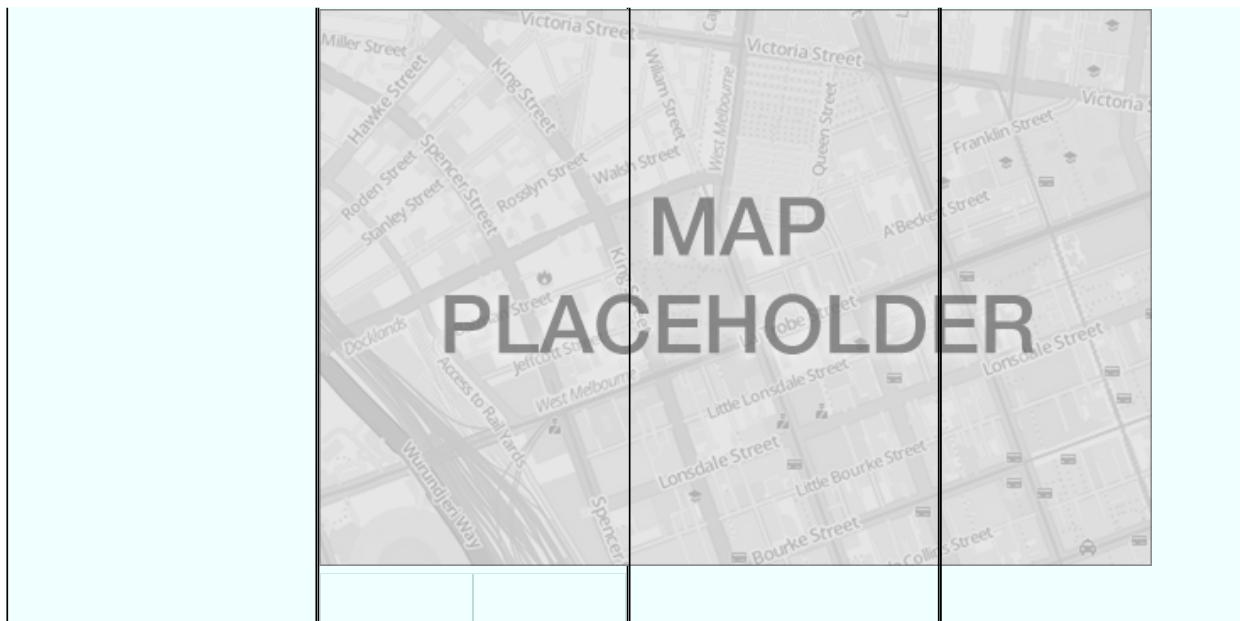 Victoria Street
Miller Street
Victoria Street
Hawke Street
King Street
William Street
West Melbourne
Queen Street
Victoria S
Franklin Street
Spencer Street
Rosslyn Street
Walsh Street
Roden Street
Stanley Street
MAP
A'Beckett Street
PLACEHOLDER
Docklands
Jeffcott Street
Lonsdale Street
Access to Rail Yards
West Melbourne
Little Lonsdale Street
Wurundjeri Way
Lonsdale Street
Little Bourke Street
Spencer
Bourke Street
Collins Street